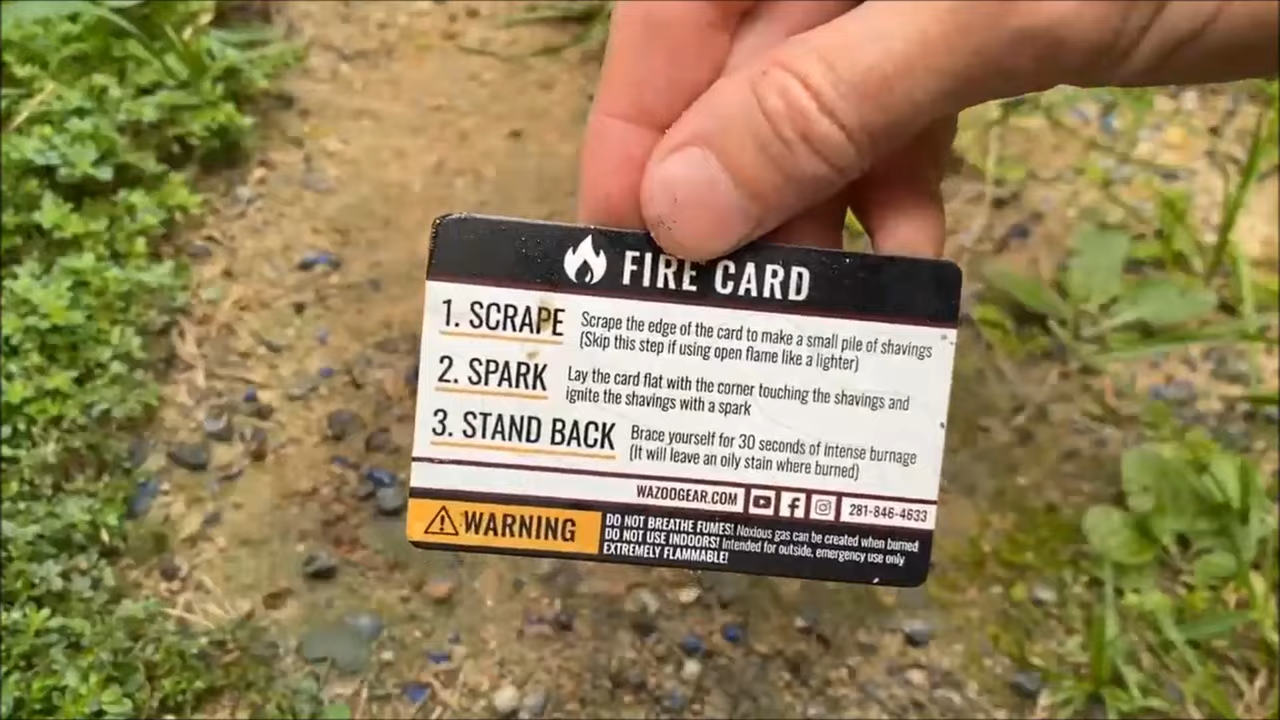 FIRE CARD
1. SCRAPE Scrape the edge of the card to make a small pile of shavings
(Skip this step if using open flame like a lighter)
2. SPARK Lay the card flat with the corner touching the shavings and
ignite the shavings with a spark
3. STAND BACK Brace yourself for 30 seconds of intense burnage
(It will leave an oily stain where burned)
WAZOOGEAR.COM 281-846-4633
WARNING DO NOT BREATHE FUMES! Noxious gas can be created when burned
DO NOT USE INDOORS! Intended for outside, emergency use only
EXTREMELY FLAMMABLE!